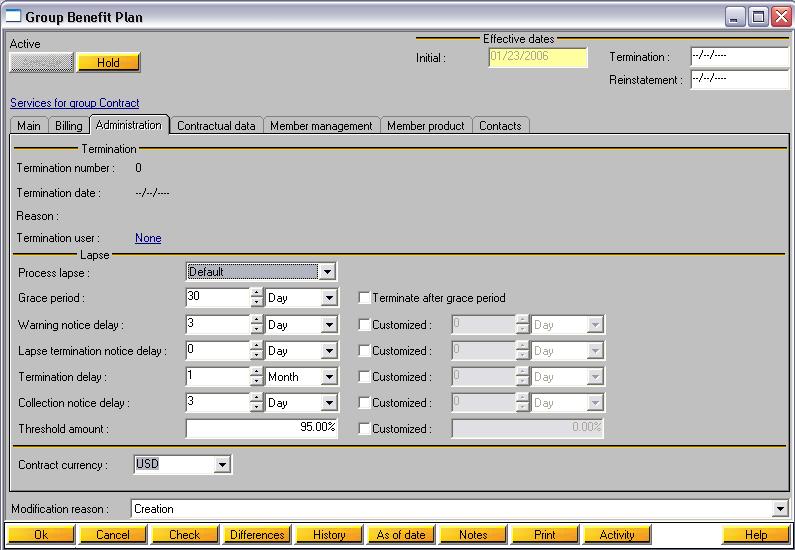 Group Benefit Plan
Active
Effective dates
Hold
Initial : 01/23/2006
Termination : --/--/----
Reinstatement : --/--/----
Services for group Contract
Main Billing Administration Contractual data Member management Member product Contacts
Termination
Termination number : 0
Termination date : --/--/----
Reason :
Termination user : None
Lapse
Process lapse : Default
Grace period : 30 Day Terminate after grace period
Warning notice delay : 3 Day Customized : 0 Day
Lapse termination notice delay : 0 Day Customized : 0 Day
Termination delay : 1 Month Customized : 0 Day
Collection notice delay : 3 Day Customized : 0 Day
Threshold amount : 95.00% Customized : 0.00%
Contract currency : USD
Modification reason : Creation
Ok Cancel Check Differences History As of date Notes Print Activity Help